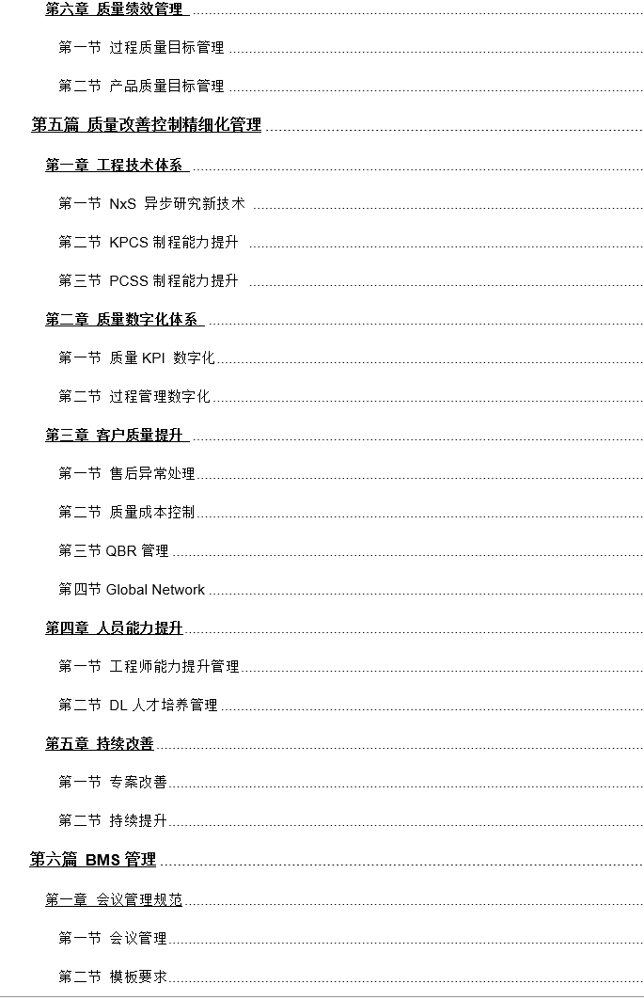 第六章 质量绩效管理
第一节 过程质量目标管理
第二节 产品质量目标管理
第五篇 质量改善控制精细化管理
第一章 工程技术体系
第一节 NxS 异步研究新技术
第二节 KPCS 制程能力提升
第三节 PCSS 制程能力提升
第二章 质量数字化体系
第一节 质量 KPI 数字化
第二节 过程管理数字化
第三章 客户质量提升
第一节 售后异常处理
第二节 质量成本控制
第三节 QBR 管理
第四节 Global Network
第四章 人员能力提升
第一节 工程师能力提升管理
第二节 DL 人才培养管理
第五章 持续改善
第一节 专案改善
第二节 持续提升
第六篇 BMS 管理
第一章 会议管理规范
第一节 会议管理
第二节 模板要求